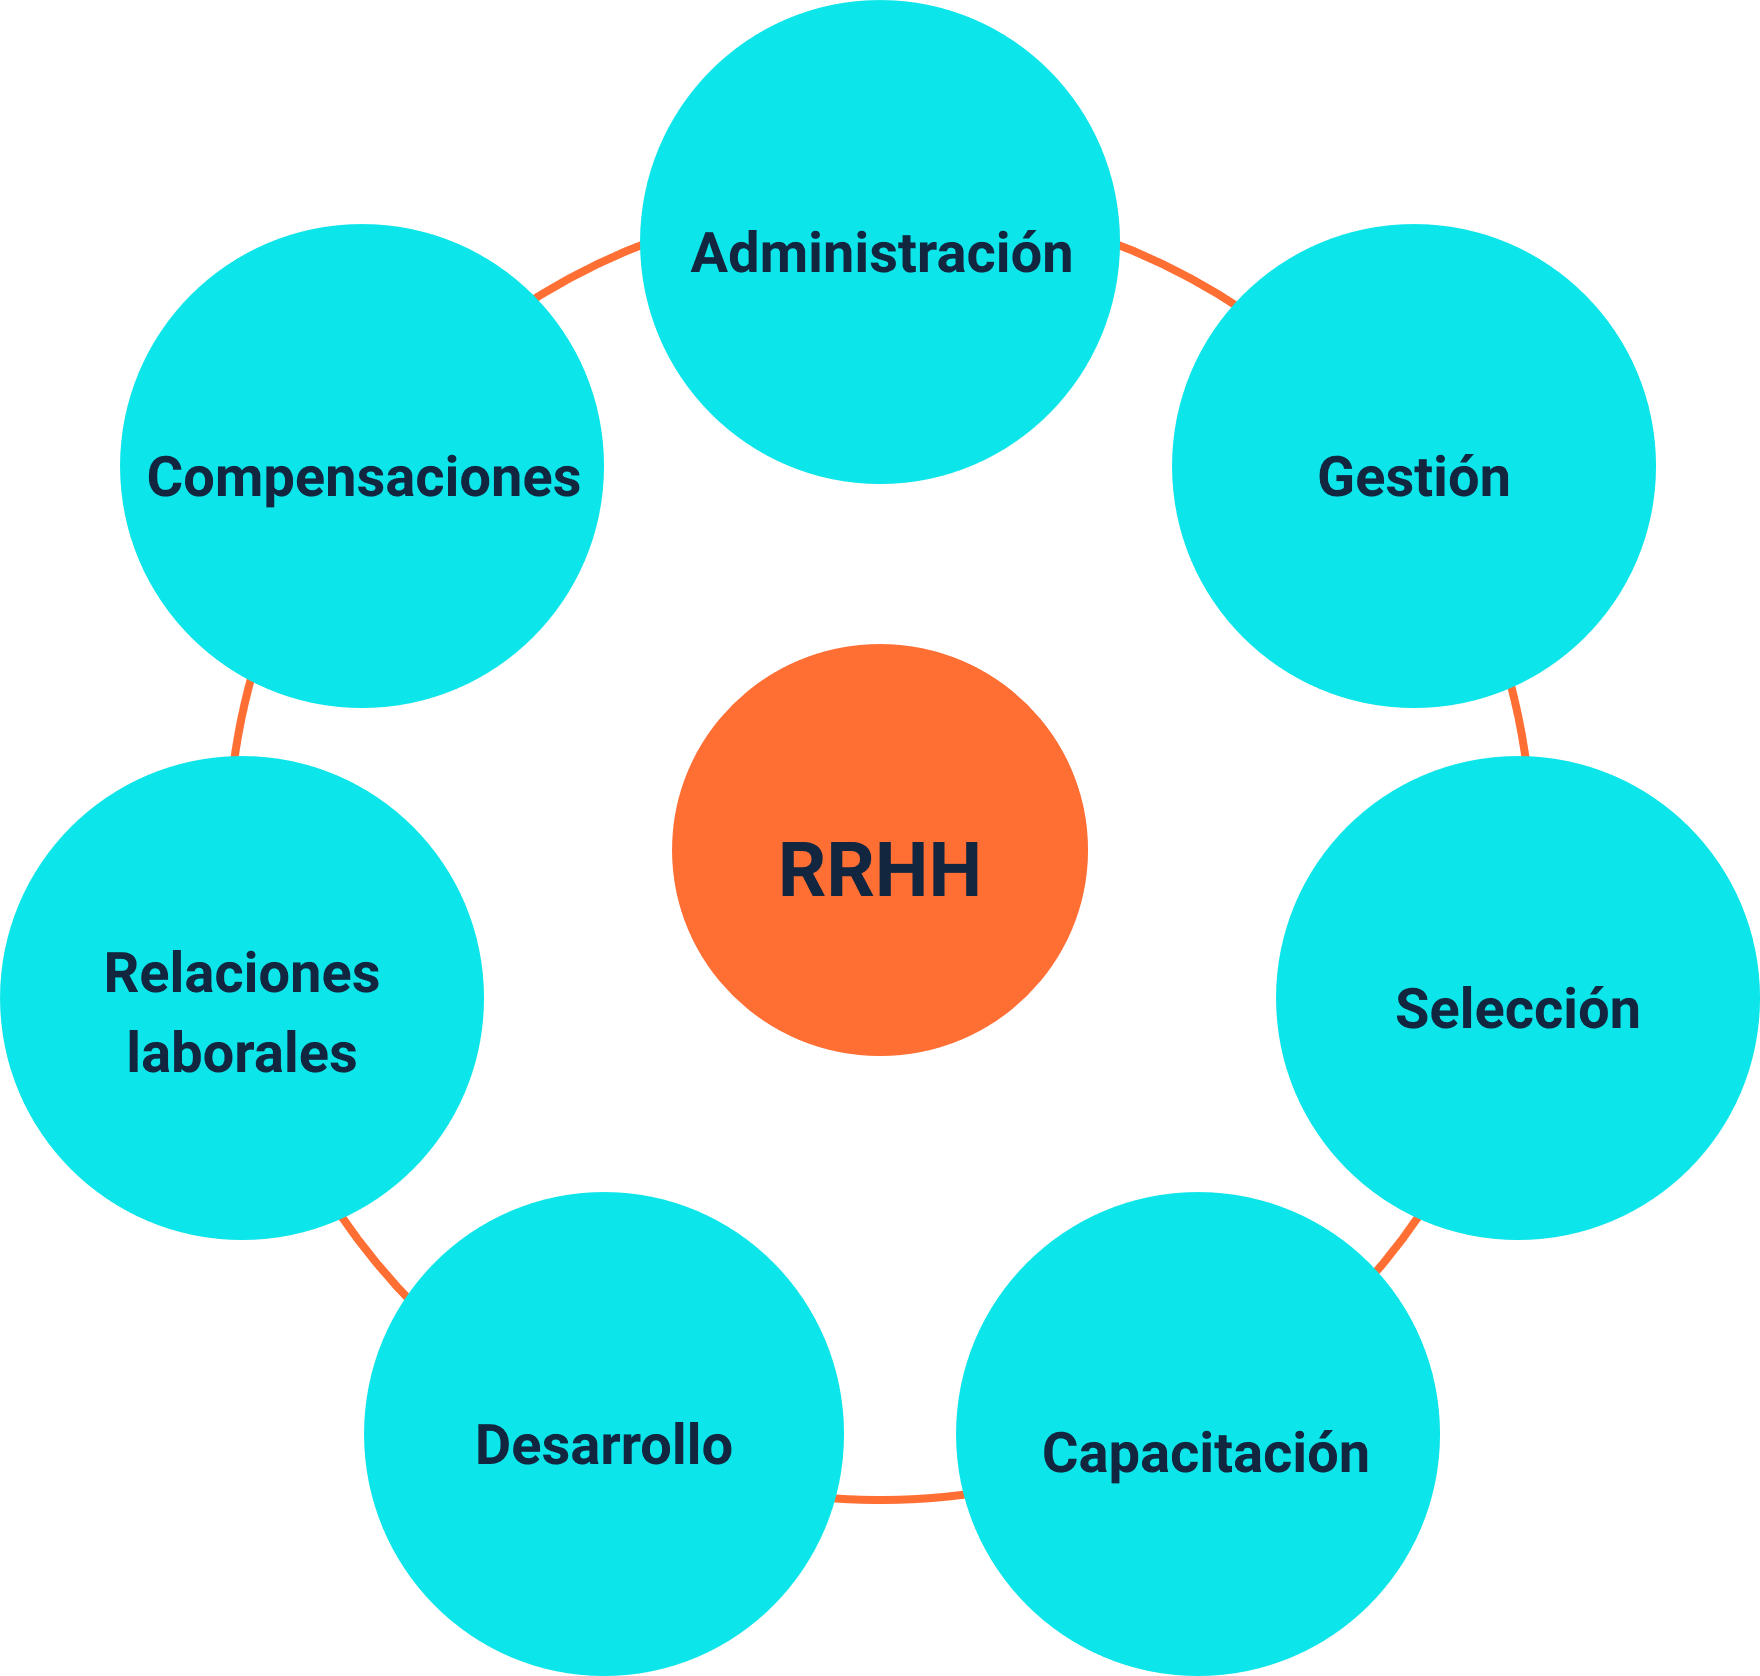 Administración
Compensaciones
Gestión
RRHH
Relaciones
laborales
Selección
Desarrollo
Capacitación